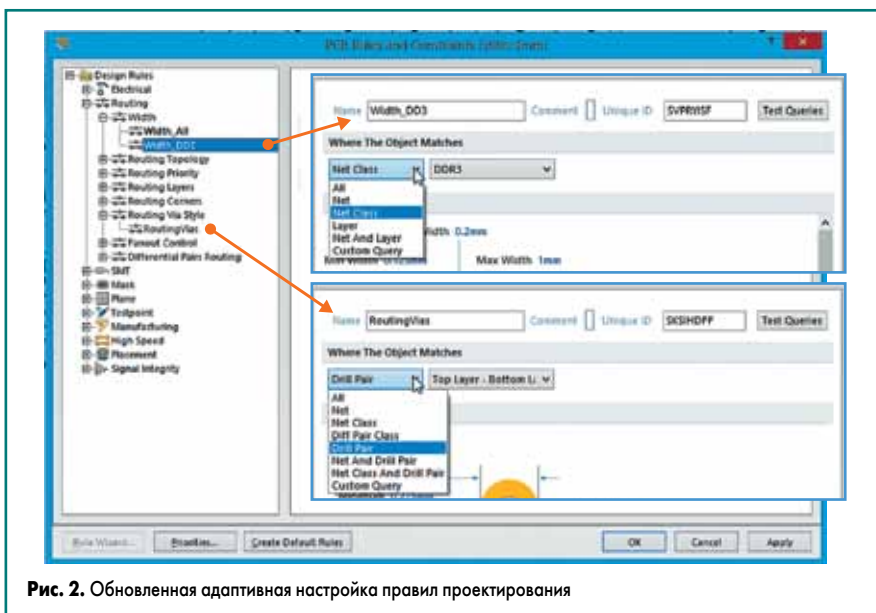 PCB Rules and Constraints Editor [mm]
Design Rules
Electrical
Routing
Width
Width_All
Width_DD3
Routing Topology
Routing Priority
Routing Layers
Routing Corners
Routing Via Style
RoutingVias
Fanout Control
Differential Pairs Routing
SMT
Mask
Plane
Testpoint
Manufacturing
High Speed
Placement
Signal Integrity
Name Width_DD3 Comment Unique ID Test Queries
Where The Object Matches
Net Class DDR3
All
Net
Net Class
Layer
Net And Layer
Custom Query
Width 0.2mm
Max Width 1mm
Name RoutingVias Comment Unique ID Test Queries
Where The Object Matches
Drill Pair Top Layer - Bottom L
All
Net
Net Class
Diff Pair Class
Drill Pair
Net And Drill Pair
Net Class And Drill Pair
Custom Query
Rule Wizard... Priorities... Create Default Rules OK Cancel Apply
Рис. 2. Обновленная адаптивная настройка правил проектирования